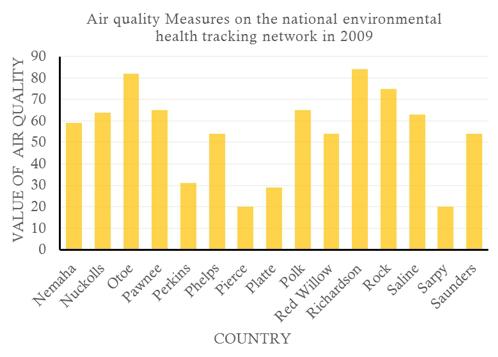 Air quality Measures on the national environmental
health tracking network in 2009
VALUE OF AIR QUALITY
90
80
70
60
50
40
30
20
10
0
Nemaha
Nuckolls
Otoe
Pawnee
Perkins
Phelps
Pierce
Platte
Polk
Red Willow
Richardson
Rock
Saline
Sarpy
Saunders
COUNTRY